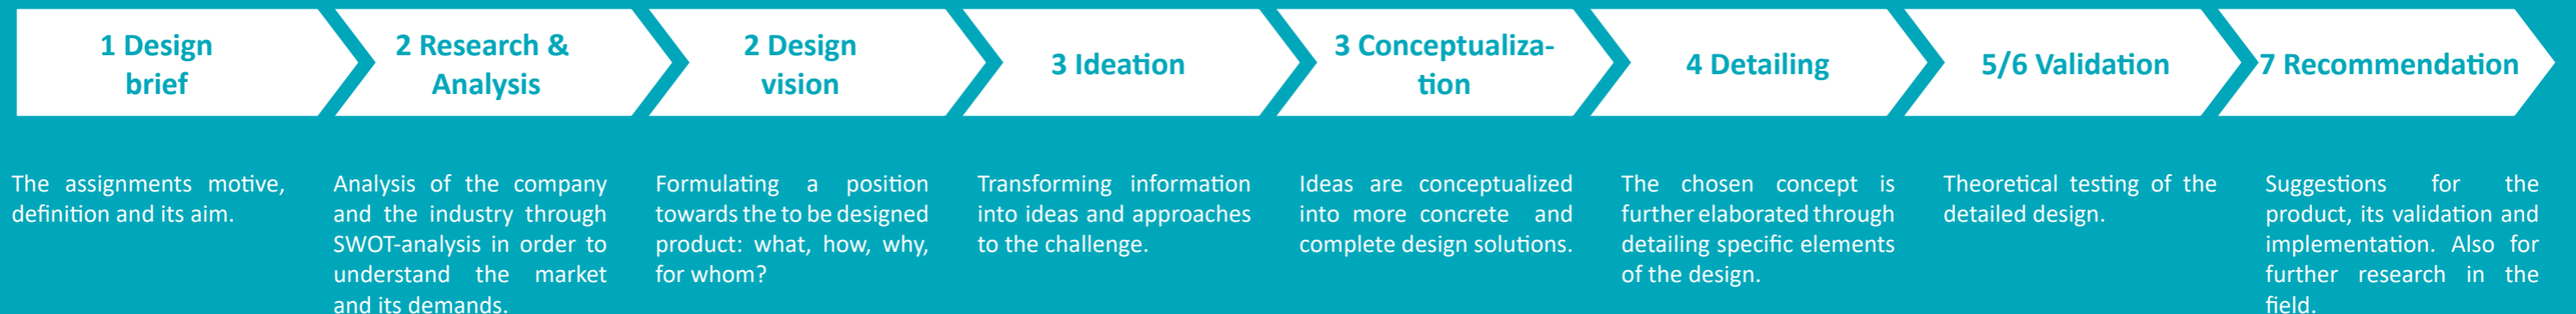 1 Design
brief
2 Research &
Analysis
2 Design
vision
3 Ideation
3 Conceptualiza-
tion
4 Detailing
5/6 Validation
7 Recommendation
The assignments motive,
definition and its aim.
Analysis of the company
and the industry through
SWOT-analysis in order to
understand the market
and its demands.
Formulating a position
towards the to be designed
product: what, how, why,
for whom?
Transforming information
into ideas and approaches
to the challenge.
Ideas are conceptualized
into more concrete and
complete design solutions.
The chosen concept is
further elaborated through
detailing specific elements
of the design.
Theoretical testing of the
detailed design.
Suggestions for the
product, its validation and
implementation. Also for
further research in the
field.